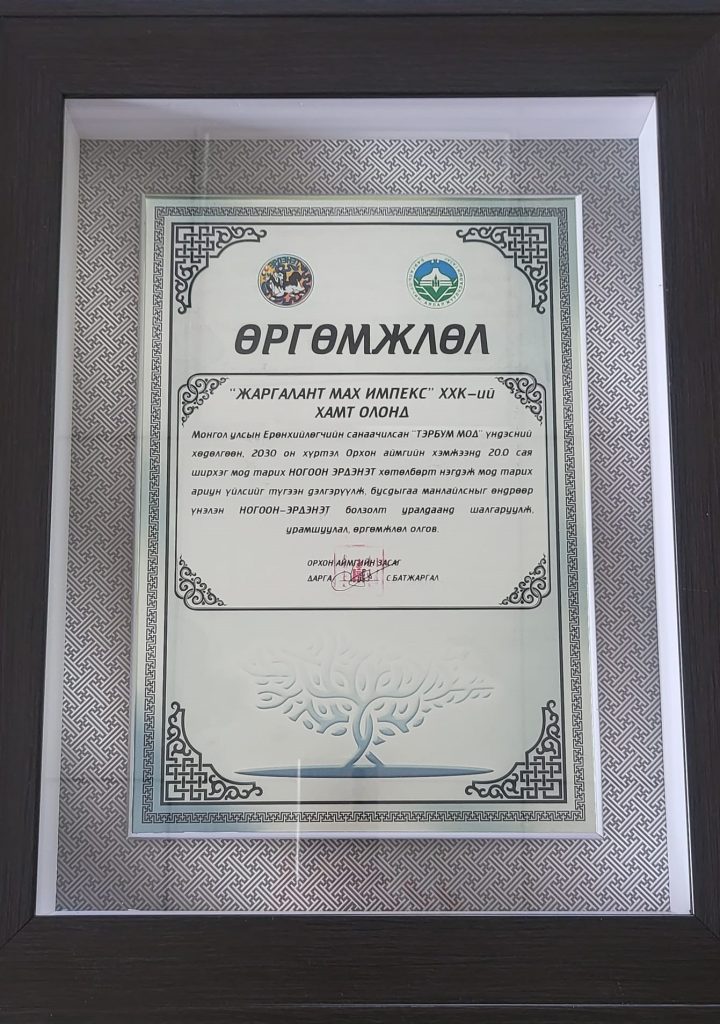 ӨРГӨМЖЛӨЛ
"ЖАРГАЛАНТ МАХ ИМПЕКС" ХХК-ий
ХАМТ ОЛОНД
Монгол улсын Ерөнхийлөгчийн санаачилсан "ТЭРБУМ МОД" үндэсний
хөдөлгөөн, 2030 он хүртэл Орхон аймгийн хэмжээнд 20.0 сая
ширхэг мод тарих НОГООН ЭРДЭНЭТ хөтөлбөрт нэгдэж мод тарих
ариун үйлсийг түгээн дэлгэрүүлж, бусдыгаа манлайлсныг өндрөөр
үнэлэн НОГООН-ЭРДЭНЭТ болзолт уралдаанд шалгаруулж,
урамшуулал, өргөмжлөл олгов.
ОРХОН АЙМГИЙН ЗАСАГ
ДАРГА С.БАТЖАРГАЛ